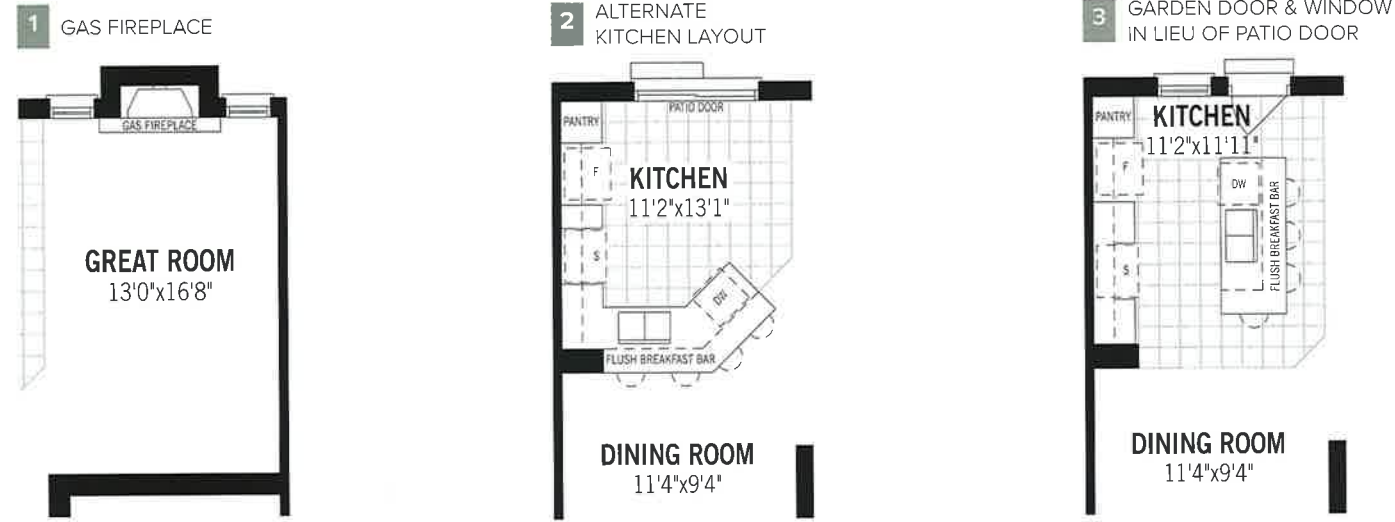 1 GAS FIREPLACE
GAS FIREPLACE
GREAT ROOM
13'0"x16'8"
2 ALTERNATE
KITCHEN LAYOUT
PATIO DOOR
PANTRY
F
KITCHEN
11'2"x13'1"
S
DW
FLUSH BREAKFAST BAR
DINING ROOM
11'4"x9'4"
3 GARDEN DOOR & WINDOW
IN LIEU OF PATIO DOOR
PANTRY
KITCHEN
11'2"x11'11"
F
DW
FLUSH BREAKFAST BAR
S
DINING ROOM
11'4"x9'4"